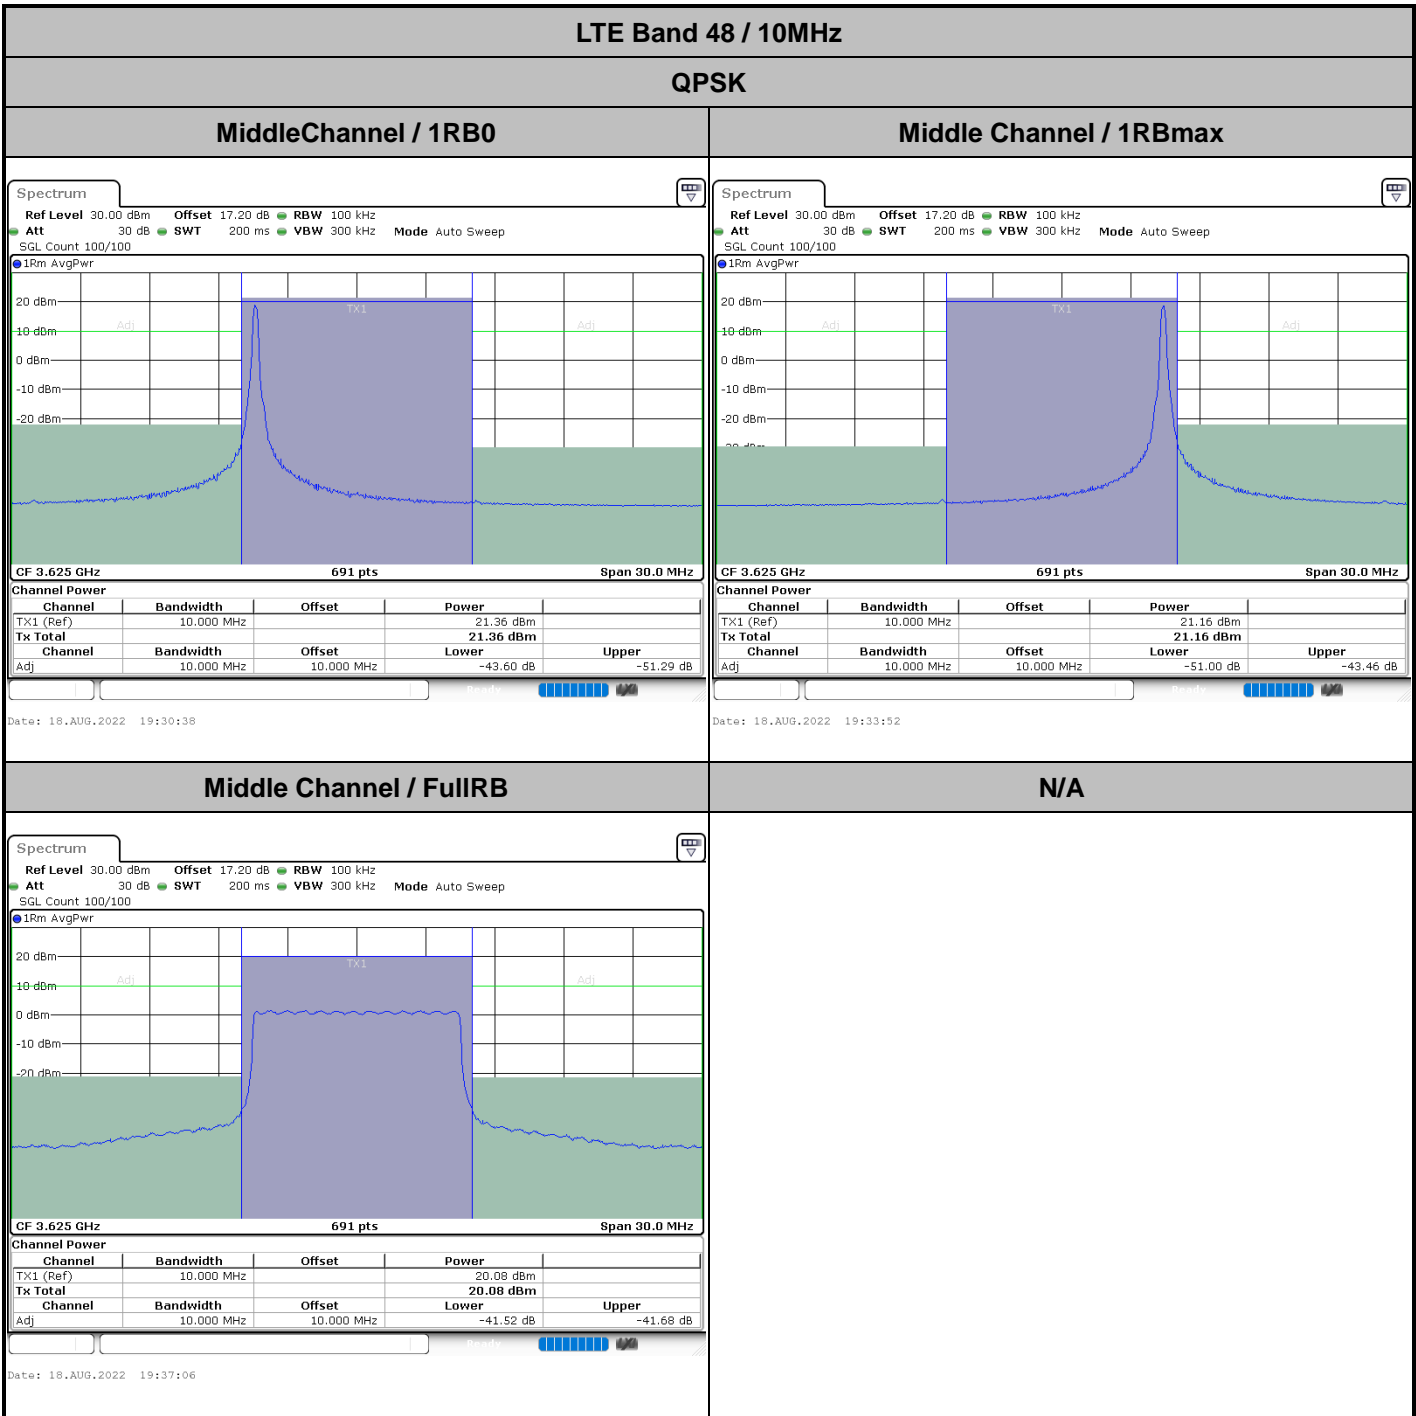 LTE Band 48 / 10MHz
QPSK
MiddleChannel / 1RB0
Spectrum
Ref Level 30.00 dBm Offset 17.20 dB RBW 100 kHz
Att 30 dB SWT 200 ms VBW 300 kHz Mode Auto Sweep
SGL Count 100/100
1Rm AvgPwr
20 dBm
TX1
Adj
Adj
10 dBm
0 dBm
-10 dBm
-20 dBm
CF 3.625 GHz 691 pts Span 30.0 MHz
Channel Power
Channel Bandwidth Offset Power
TX1 (Ref) 10.000 MHz 21.36 dBm
Tx Total 21.36 dBm
Channel Bandwidth Offset Lower Upper
Adj 10.000 MHz 10.000 MHz -43.60 dB -51.29 dB
Ready
Date: 18.AUG.2022 19:30:38
Middle Channel / 1RBmax
Spectrum
Ref Level 30.00 dBm Offset 17.20 dB RBW 100 kHz
Att 30 dB SWT 200 ms VBW 300 kHz Mode Auto Sweep
SGL Count 100/100
1Rm AvgPwr
20 dBm
TX1
Adj
Adj
10 dBm
0 dBm
-10 dBm
-20 dBm
-30 dBm
CF 3.625 GHz 691 pts Span 30.0 MHz
Channel Power
Channel Bandwidth Offset Power
TX1 (Ref) 10.000 MHz 21.16 dBm
Tx Total 21.16 dBm
Channel Bandwidth Offset Lower Upper
Adj 10.000 MHz 10.000 MHz -51.00 dB -43.46 dB
Ready
Date: 18.AUG.2022 19:33:52
Middle Channel / FullRB
Spectrum
Ref Level 30.00 dBm Offset 17.20 dB RBW 100 kHz
Att 30 dB SWT 200 ms VBW 300 kHz Mode Auto Sweep
SGL Count 100/100
1Rm AvgPwr
20 dBm
TX1
Adj
Adj
10 dBm
0 dBm
-10 dBm
-20 dBm
CF 3.625 GHz 691 pts Span 30.0 MHz
Channel Power
Channel Bandwidth Offset Power
TX1 (Ref) 10.000 MHz 20.08 dBm
Tx Total 20.08 dBm
Channel Bandwidth Offset Lower Upper
Adj 10.000 MHz 10.000 MHz -41.52 dB -41.68 dB
Ready
Date: 18.AUG.2022 19:37:06
N/A